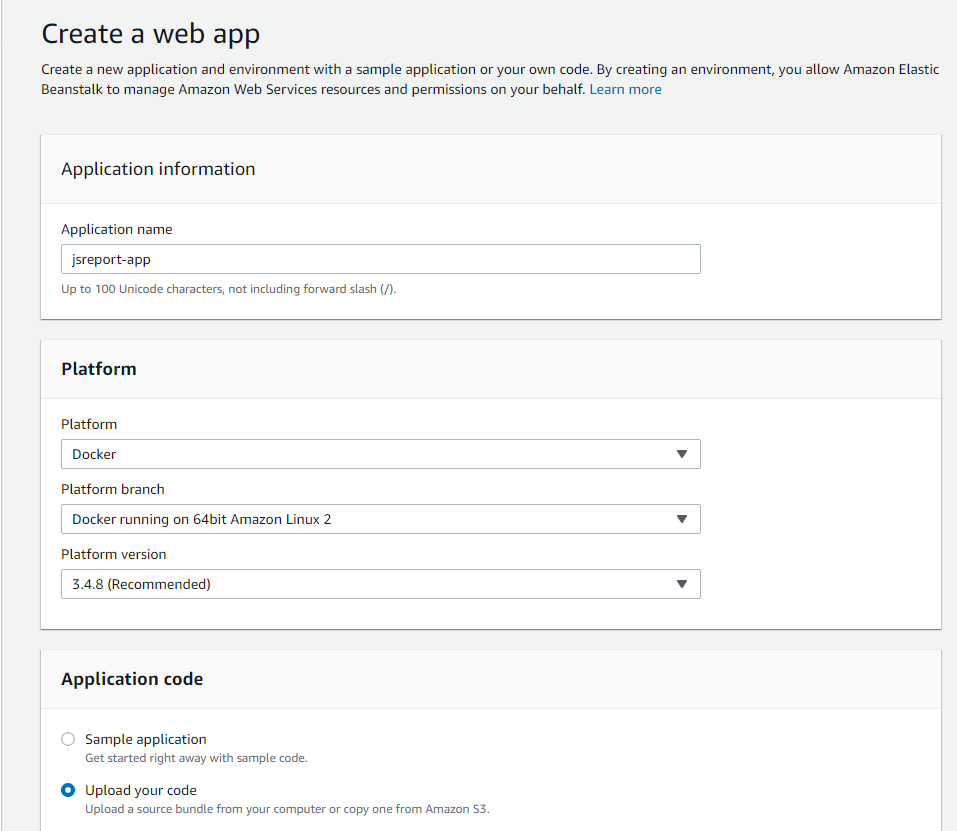 Create a web app
Create a new application and environment with a sample application or your own code. By creating an environment, you allow Amazon Elastic
Beanstalk to manage Amazon Web Services resources and permissions on your behalf. Learn more
Application information
Application name
jsreport-app
Up to 100 Unicode characters, not including forward slash (/).
Platform
Platform
Docker
Platform branch
Docker running on 64bit Amazon Linux 2
Platform version
3.4.8 (Recommended)
Application code
Sample application
Get started right away with sample code.
Upload your code
Upload a source bundle from your computer or copy one from Amazon S3.